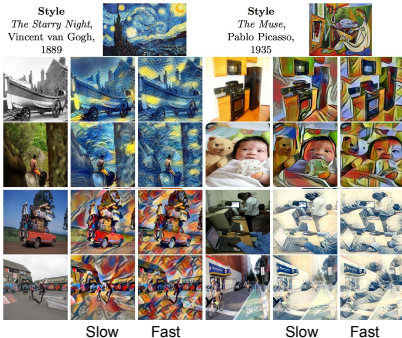 Style
The Starry Night,
Vincent van Gogh,
1889
Style
The Muse,
Pablo Picasso,
1935
Slow Fast Slow Fast